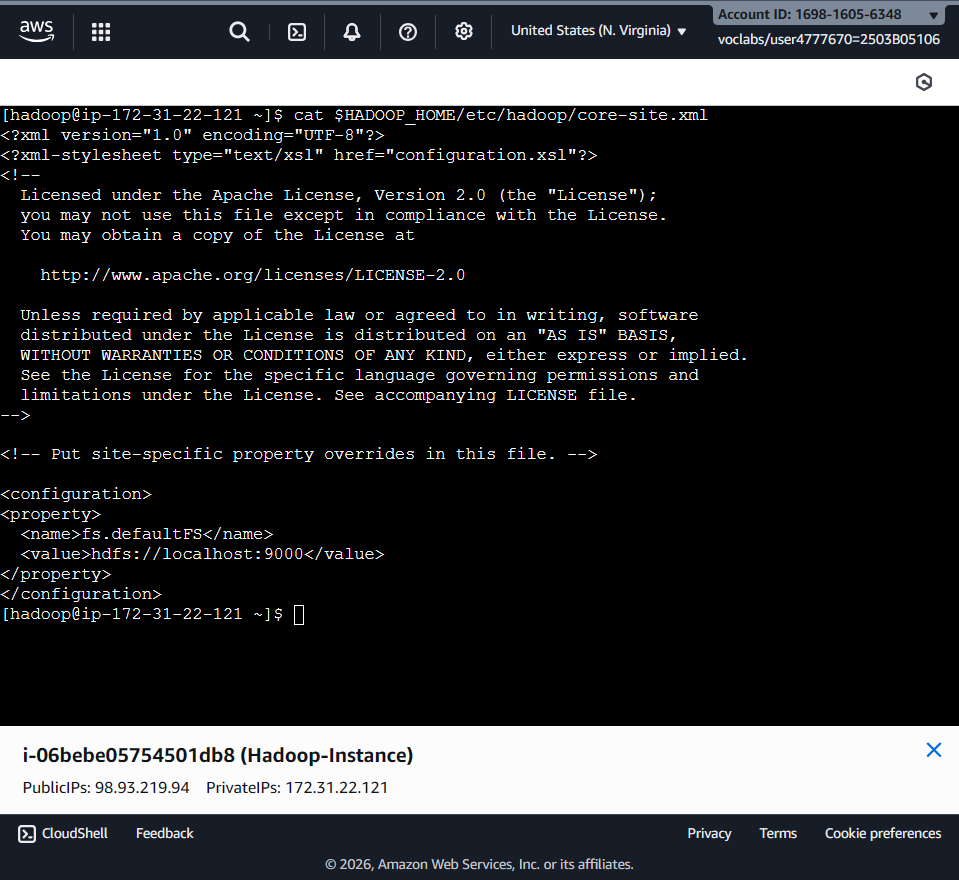 aws
United States (N. Virginia)
Account ID: 1698-1605-6348
voclabs/user4777670=2503B05106
[hadoop@ip-172-31-22-121 ~]$ cat $HADOOP_HOME/etc/hadoop/core-site.xml
<?xml version="1.0" encoding="UTF-8"?>
<?xml-stylesheet type="text/xsl" href="configuration.xsl"?>
<!--
  Licensed under the Apache License, Version 2.0 (the "License");
  you may not use this file except in compliance with the License.
  You may obtain a copy of the License at

    http://www.apache.org/licenses/LICENSE-2.0

  Unless required by applicable law or agreed to in writing, software
  distributed under the License is distributed on an "AS IS" BASIS,
  WITHOUT WARRANTIES OR CONDITIONS OF ANY KIND, either express or implied.
  See the License for the specific language governing permissions and
  limitations under the License. See accompanying LICENSE file.
-->

<!-- Put site-specific property overrides in this file. -->

<configuration>
<property>
  <name>fs.defaultFS</name>
  <value>hdfs://localhost:9000</value>
</property>
</configuration>
[hadoop@ip-172-31-22-121 ~]$
i-06bebe05754501db8 (Hadoop-Instance)
PublicIPs: 98.93.219.94 PrivateIPs: 172.31.22.121
CloudShell Feedback Privacy Terms Cookie preferences
© 2026, Amazon Web Services, Inc. or its affiliates.